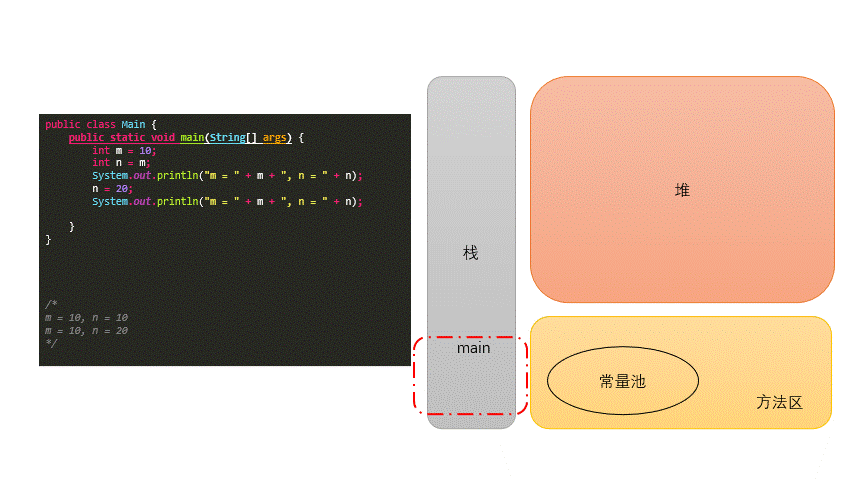 public class Main {
    public static void main(String[] args) {
        int m = 10;
        int n = m;
        System.out.println("m = " + m + ", n = " + n);
        n = 20;
        System.out.println("m = " + m + ", n = " + n);
    }
}
/*
m = 10, n = 10
m = 10, n = 20
*/
栈
main
堆
常量池
方法区